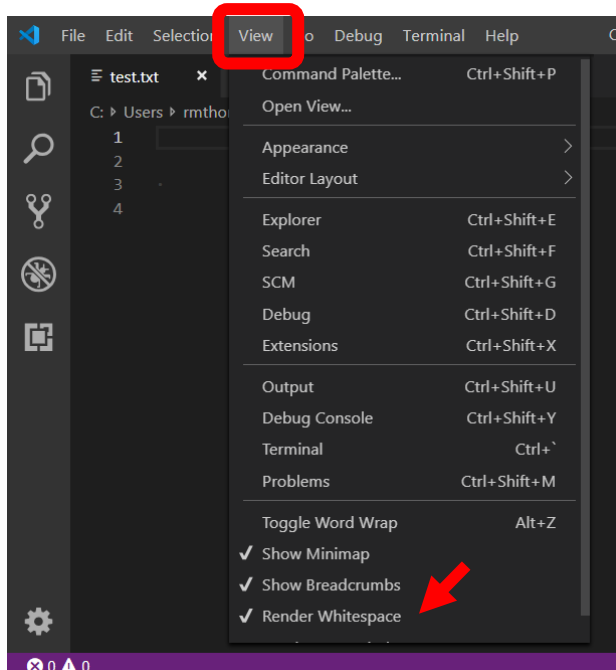 File Edit Selection View Debug Terminal Help
test.txt
C: Users rmtho
1
2
3
4
Command Palette... Ctrl+Shift+P
Open View...
Appearance
Editor Layout
Explorer Ctrl+Shift+E
Search Ctrl+Shift+F
SCM Ctrl+Shift+G
Debug Ctrl+Shift+D
Extensions Ctrl+Shift+X
Output Ctrl+Shift+U
Debug Console Ctrl+Shift+Y
Terminal Ctrl+`
Problems Ctrl+Shift+M
Toggle Word Wrap Alt+Z
Show Minimap
Show Breadcrumbs
Render Whitespace
0 0